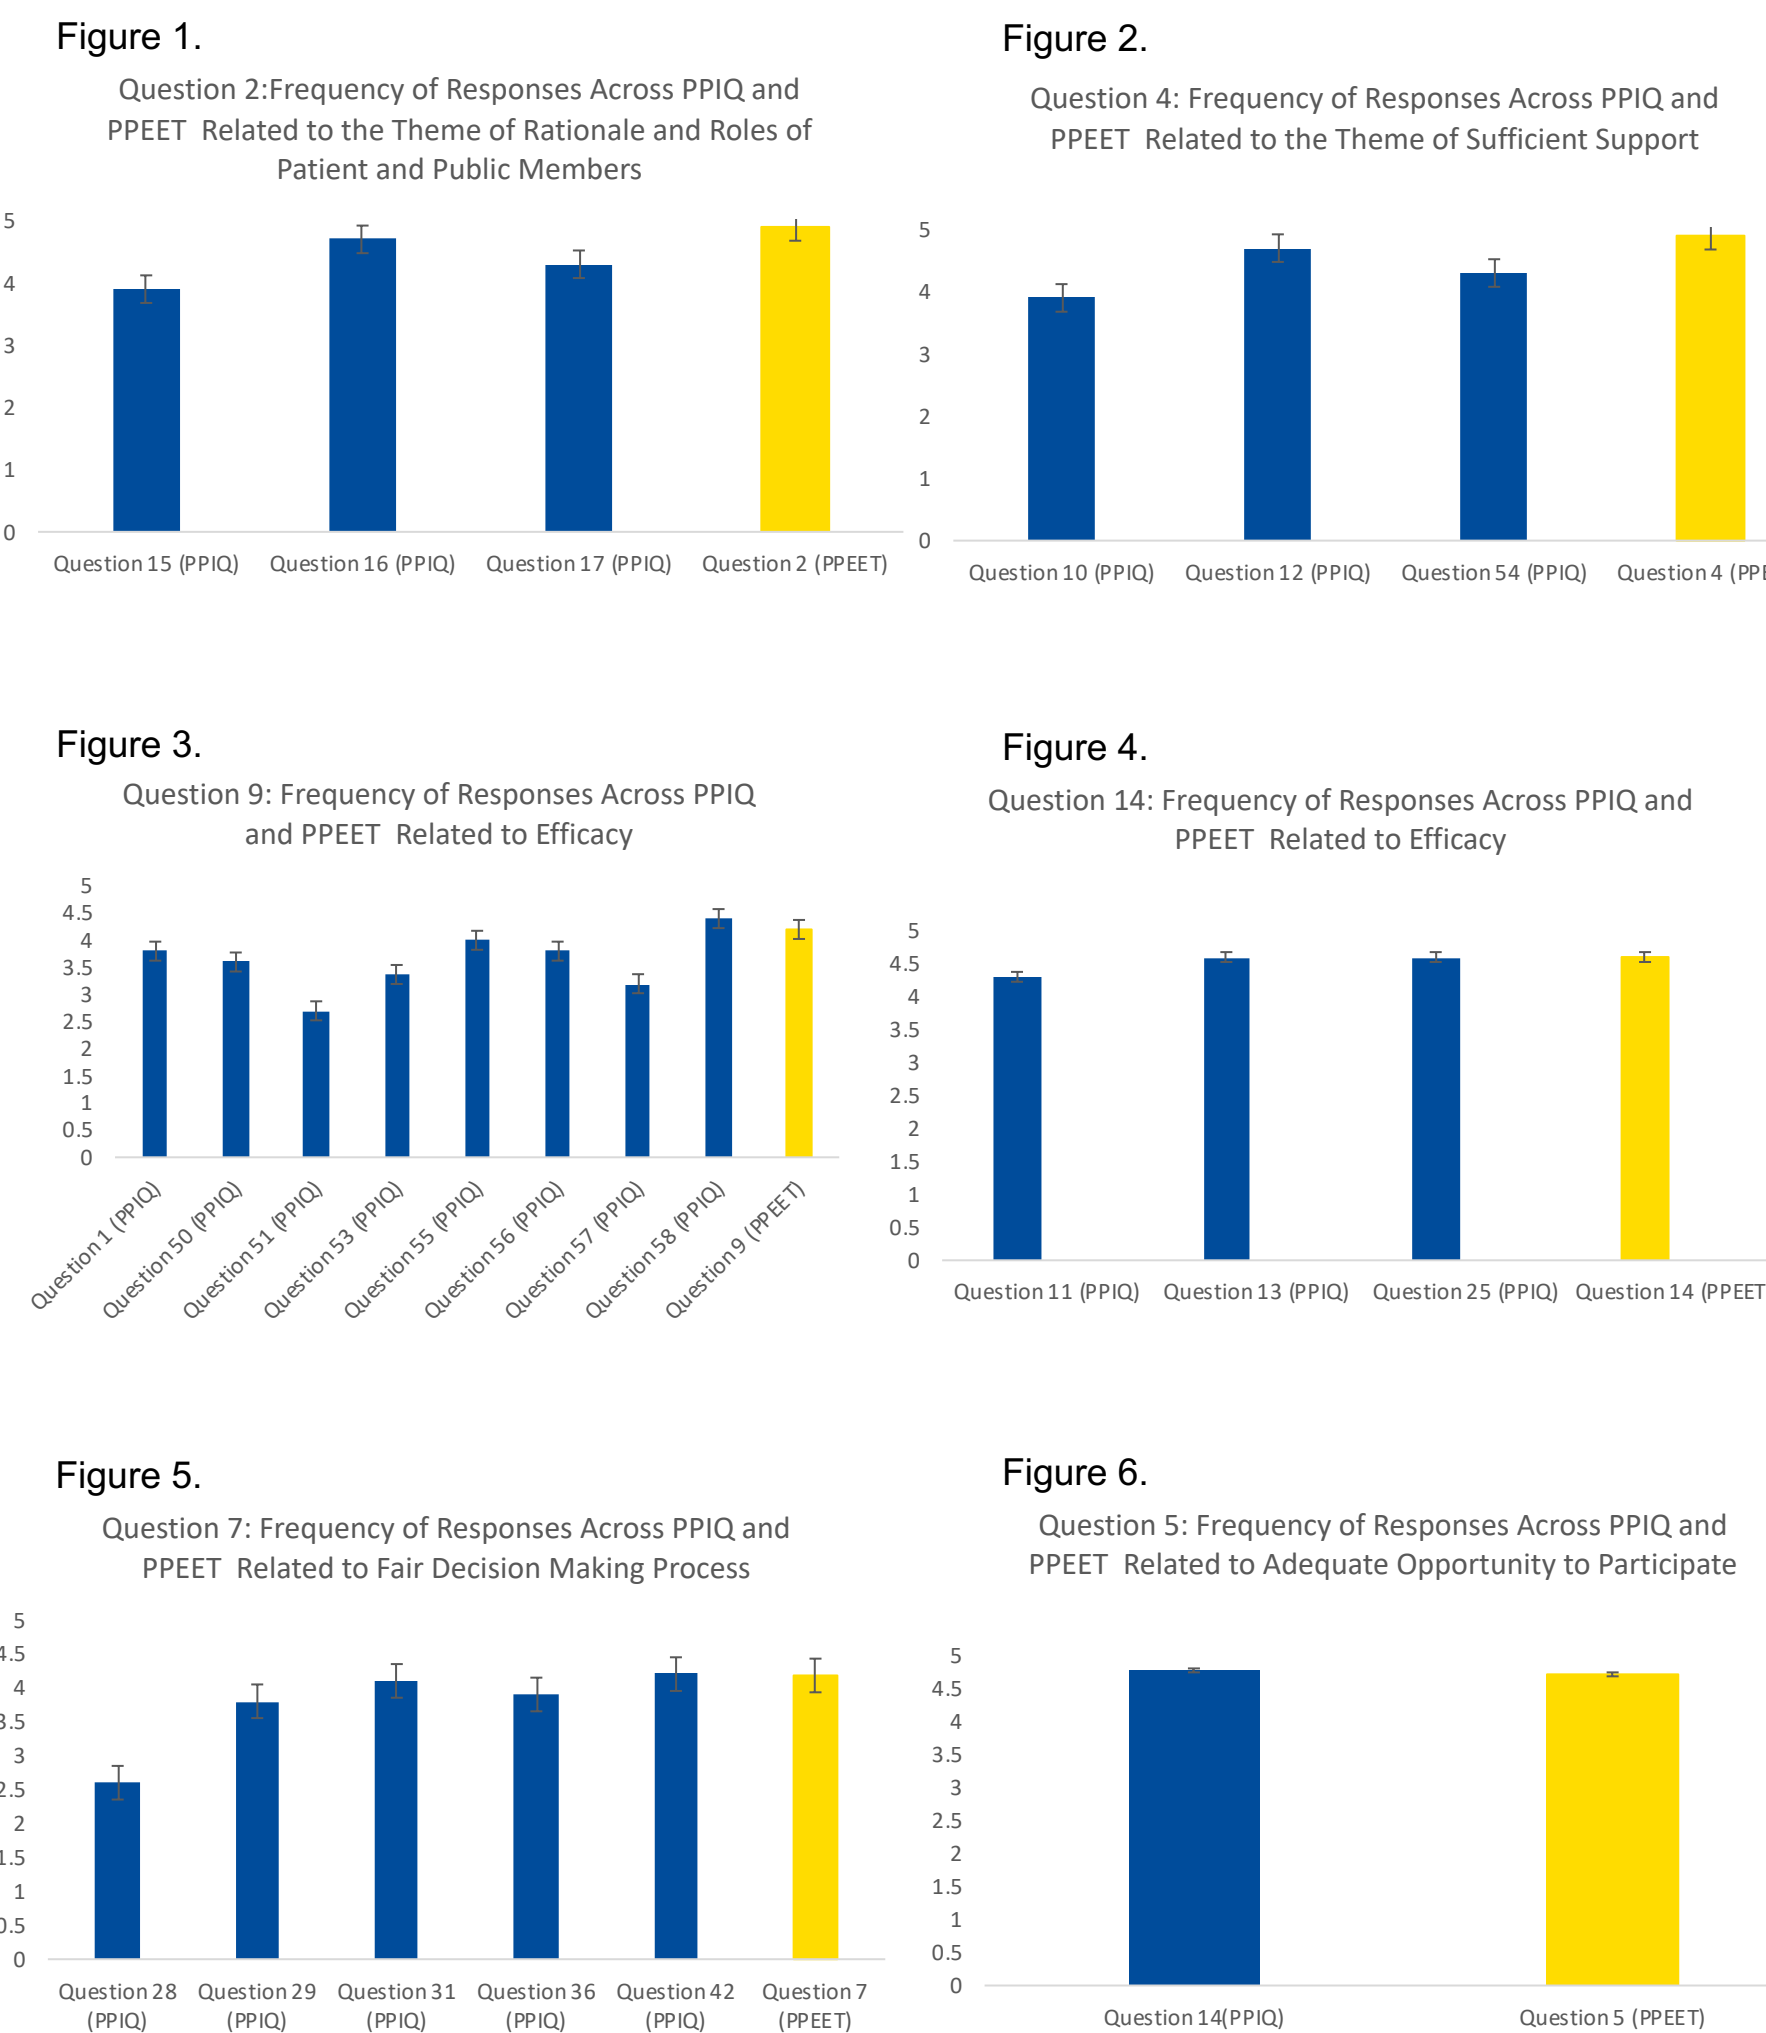 Figure 1.
Question 2:Frequency of Responses Across PPIQ and
PPEET Related to the Theme of Rationale and Roles of
Patient and Public Members
5
4
3
2
1
0
Question 15 (PPIQ) Question 16 (PPIQ) Question 17 (PPIQ) Question 2 (PPEET)
Figure 2.
Question 4: Frequency of Responses Across PPIQ and
PPEET Related to the Theme of Sufficient Support
5
4
3
2
1
0
Question 10 (PPIQ) Question 12 (PPIQ) Question 54 (PPIQ) Question 4 (PPE
Figure 3.
Question 9: Frequency of Responses Across PPIQ
and PPEET Related to Efficacy
5
4.5
4
3.5
3
2.5
2
1.5
1
0.5
0
Question 1 (PPIQ)
Question 50 (PPIQ)
Question 51 (PPIQ)
Question 53 (PPIQ)
Question 55 (PPIQ)
Question 56 (PPIQ)
Question 57 (PPIQ)
Question 58 (PPIQ)
Question 9 (PPEET)
Figure 4.
Question 14: Frequency of Responses Across PPIQ and
PPEET Related to Efficacy
5
4.5
4
3.5
3
2.5
2
1.5
1
0.5
0
Question 11 (PPIQ) Question 13 (PPIQ) Question 25 (PPIQ) Question 14 (PPEET
Figure 5.
Question 7: Frequency of Responses Across PPIQ and
PPEET Related to Fair Decision Making Process
5
4.5
4
3.5
3
2.5
2
1.5
1
0.5
0
Question 28 Question 29 Question 31 Question 36 Question 42 Question 7
(PPIQ) (PPIQ) (PPIQ) (PPIQ) (PPIQ) (PPEET)
Figure 6.
Question 5: Frequency of Responses Across PPIQ and
PPEET Related to Adequate Opportunity to Participate
5
4.5
4
3.5
3
2.5
2
1.5
1
0.5
0
Question 14(PPIQ) Question 5 (PPEET)